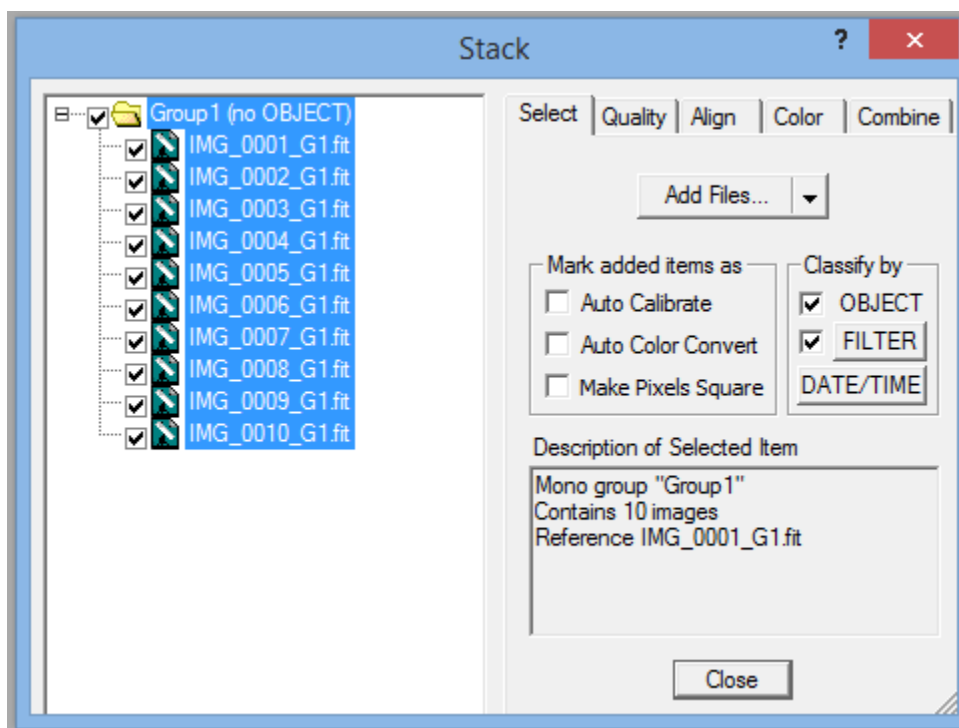 Stack
?
Group1 (no OBJECT)
IMG_0001_G1.fit
IMG_0002_G1.fit
IMG_0003_G1.fit
IMG_0004_G1.fit
IMG_0005_G1.fit
IMG_0006_G1.fit
IMG_0007_G1.fit
IMG_0008_G1.fit
IMG_0009_G1.fit
IMG_0010_G1.fit
Select Quality Align Color Combine
Add Files...
Mark added items as
Auto Calibrate
Auto Color Convert
Make Pixels Square
Classify by
OBJECT
FILTER
DATE/TIME
Description of Selected Item
Mono group "Group1"
Contains 10 images
Reference IMG_0001_G1.fit
Close